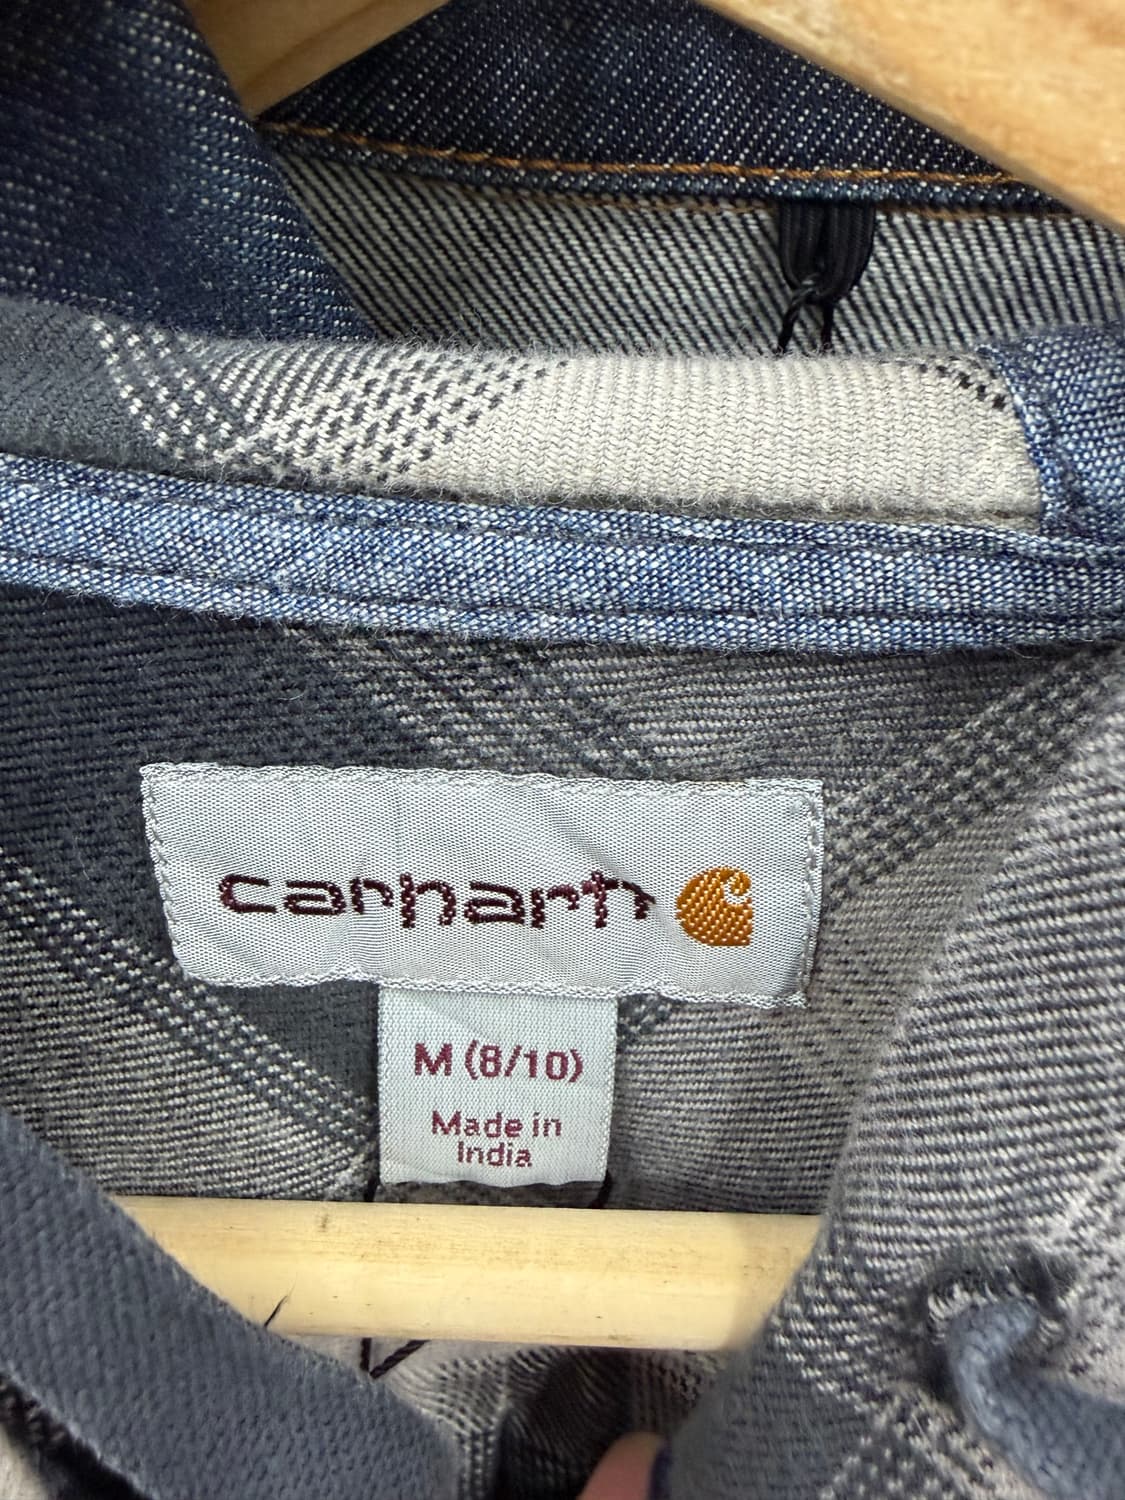 carhartt
M (8/10)
Made in
India